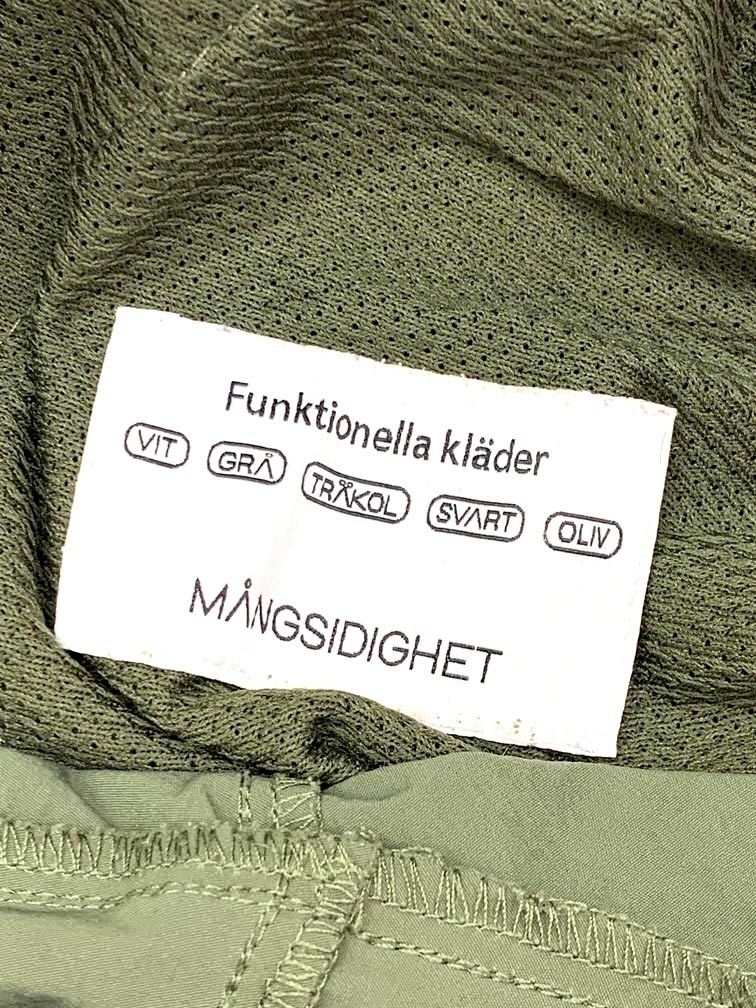 Funktionella kläder
VIT GRÅ TRÄKOL SVART OLIV
MÅNGSIDIGHET